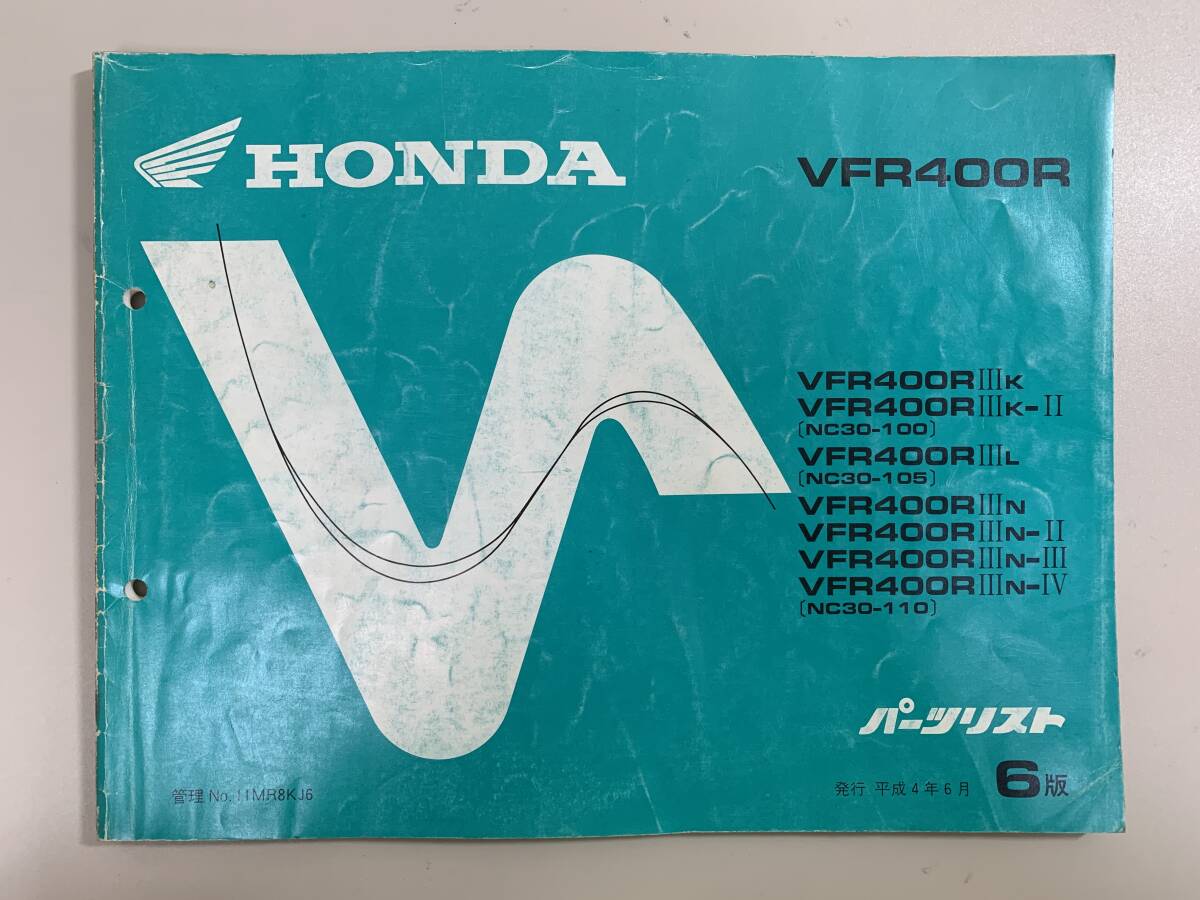 HONDA
VFR400R
VFR400RIIIK
VFR400RIIIK-II
〔NC30-100〕
VFR400RIIIL
〔NC30-105〕
VFR400RIIIN
VFR400RIIIN-II
VFR400RIIIN-III
VFR400RIIIN-IV
〔NC30-110〕
パーツリスト
管理 No. 11MR8KJ6
発行 平成4年6月 6版